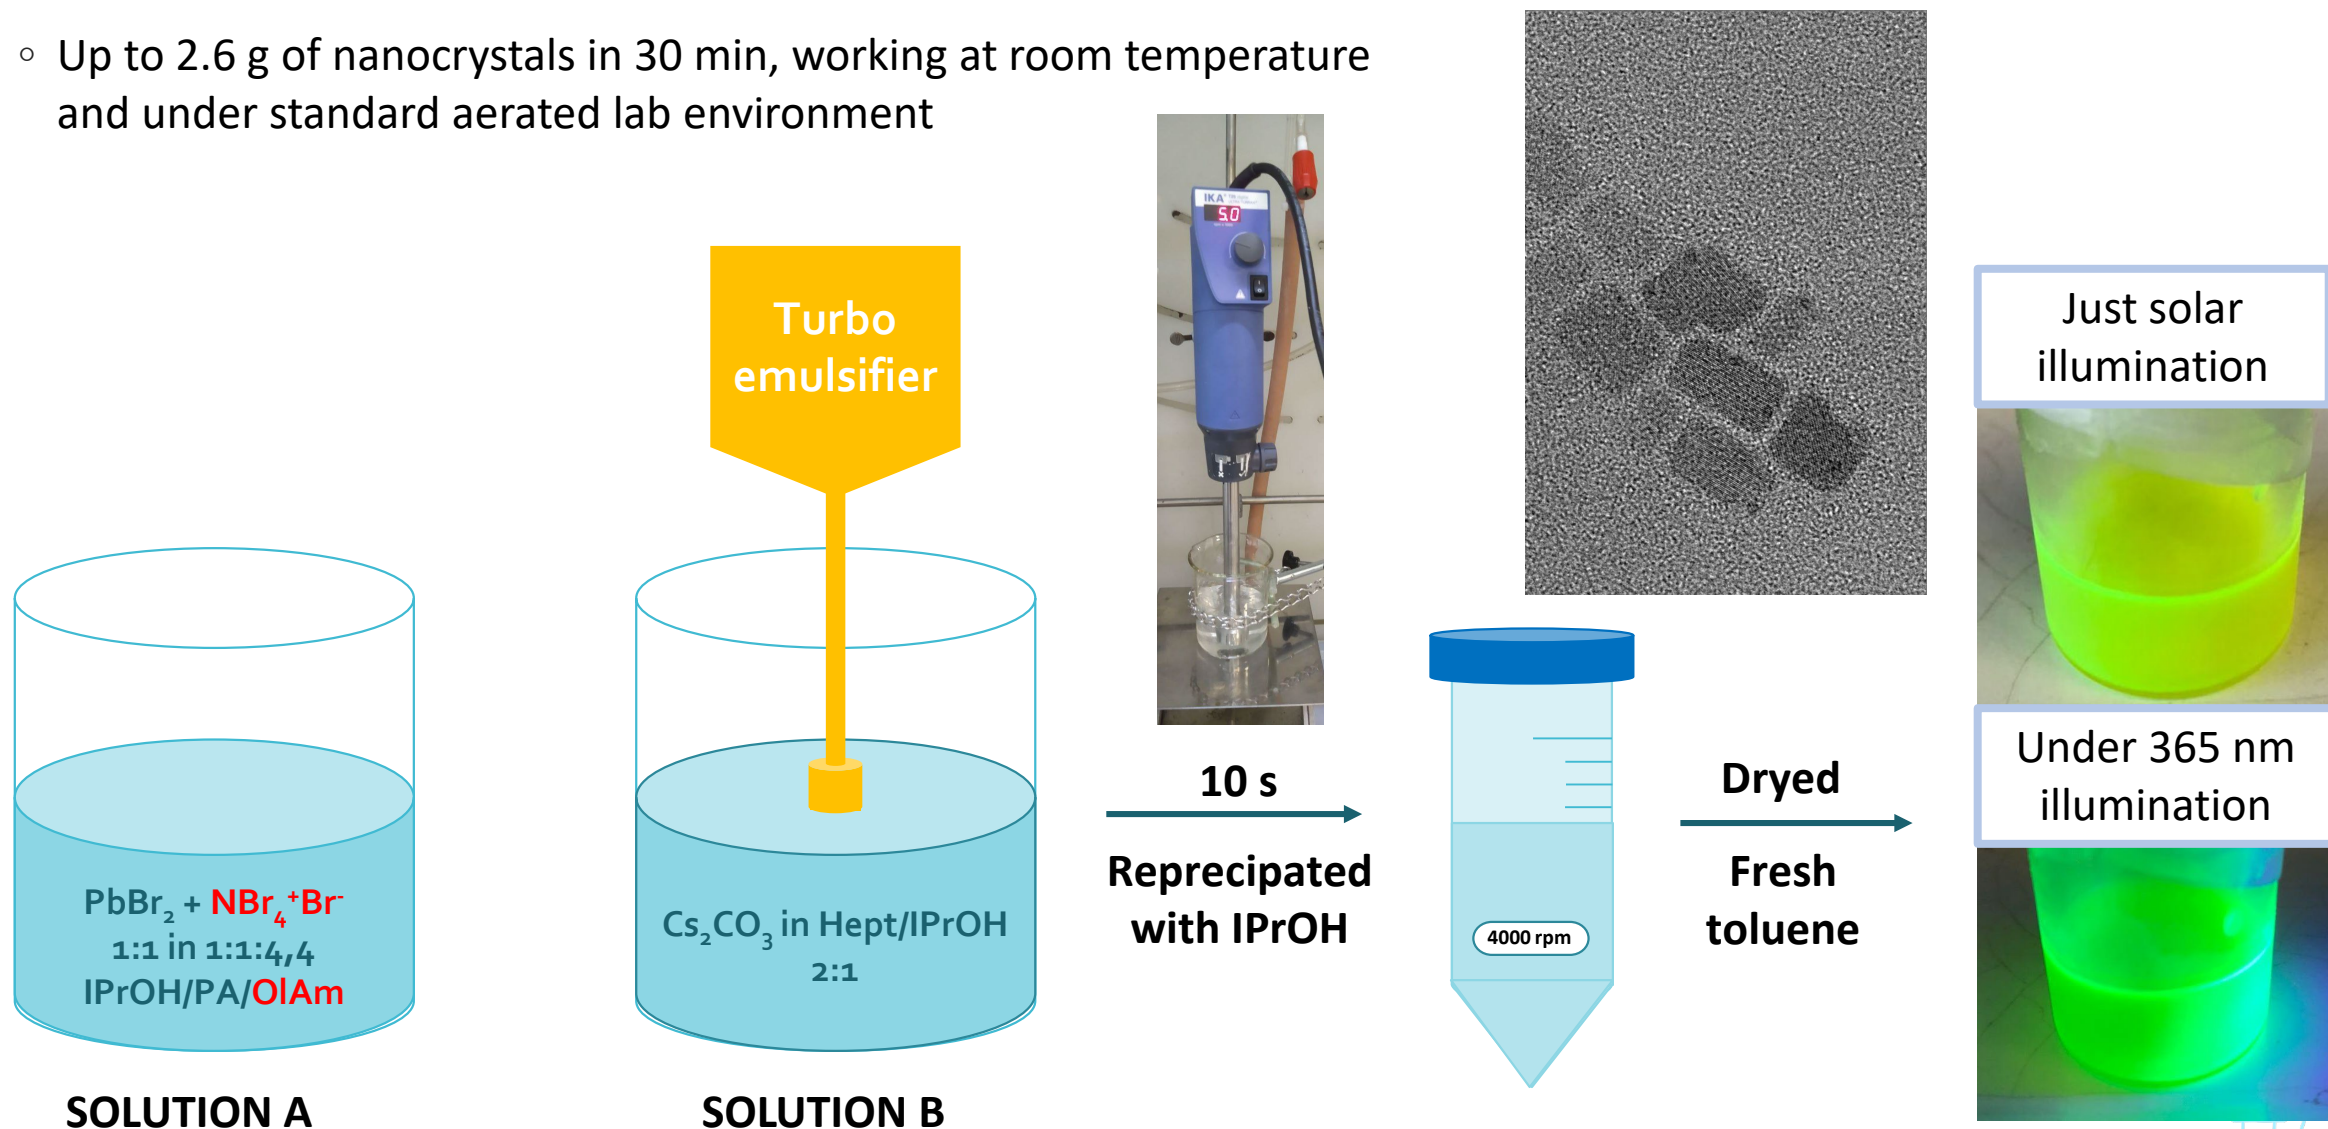 ◦ Up to 2.6 g of nanocrystals in 30 min, working at room temperature
and under standard aerated lab environment
Turbo
emulsifier
IKA
5.0
Just solar
illumination
Under 365 nm
illumination
PbBr₂ + NBr₄⁺Br⁻
1:1 in 1:1:4,4
IPrOH/PA/OlAm
SOLUTION A
Cs₂CO₃ in Hept/IPrOH
2:1
SOLUTION B
10 s
Reprecipated
with IPrOH
4000 rpm
Dryed
Fresh
toluene